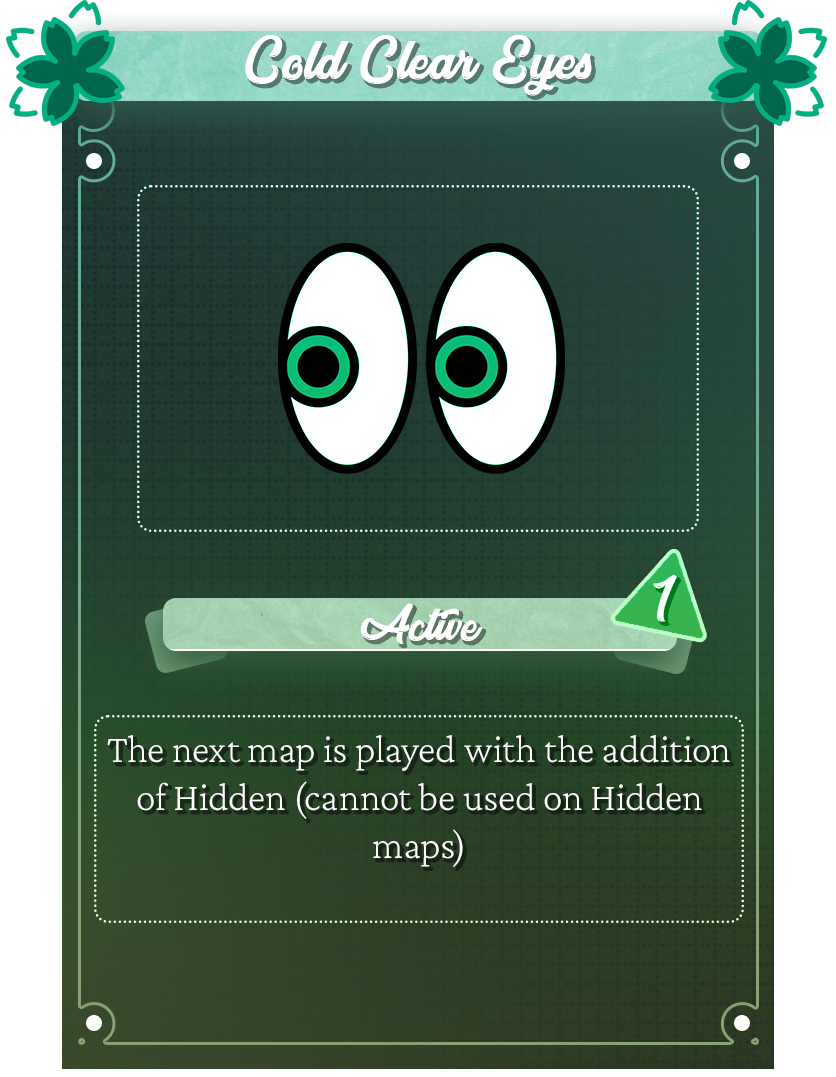 Cold Clear Eyes
Active
1
The next map is played with the addition
of Hidden (cannot be used on Hidden
maps)